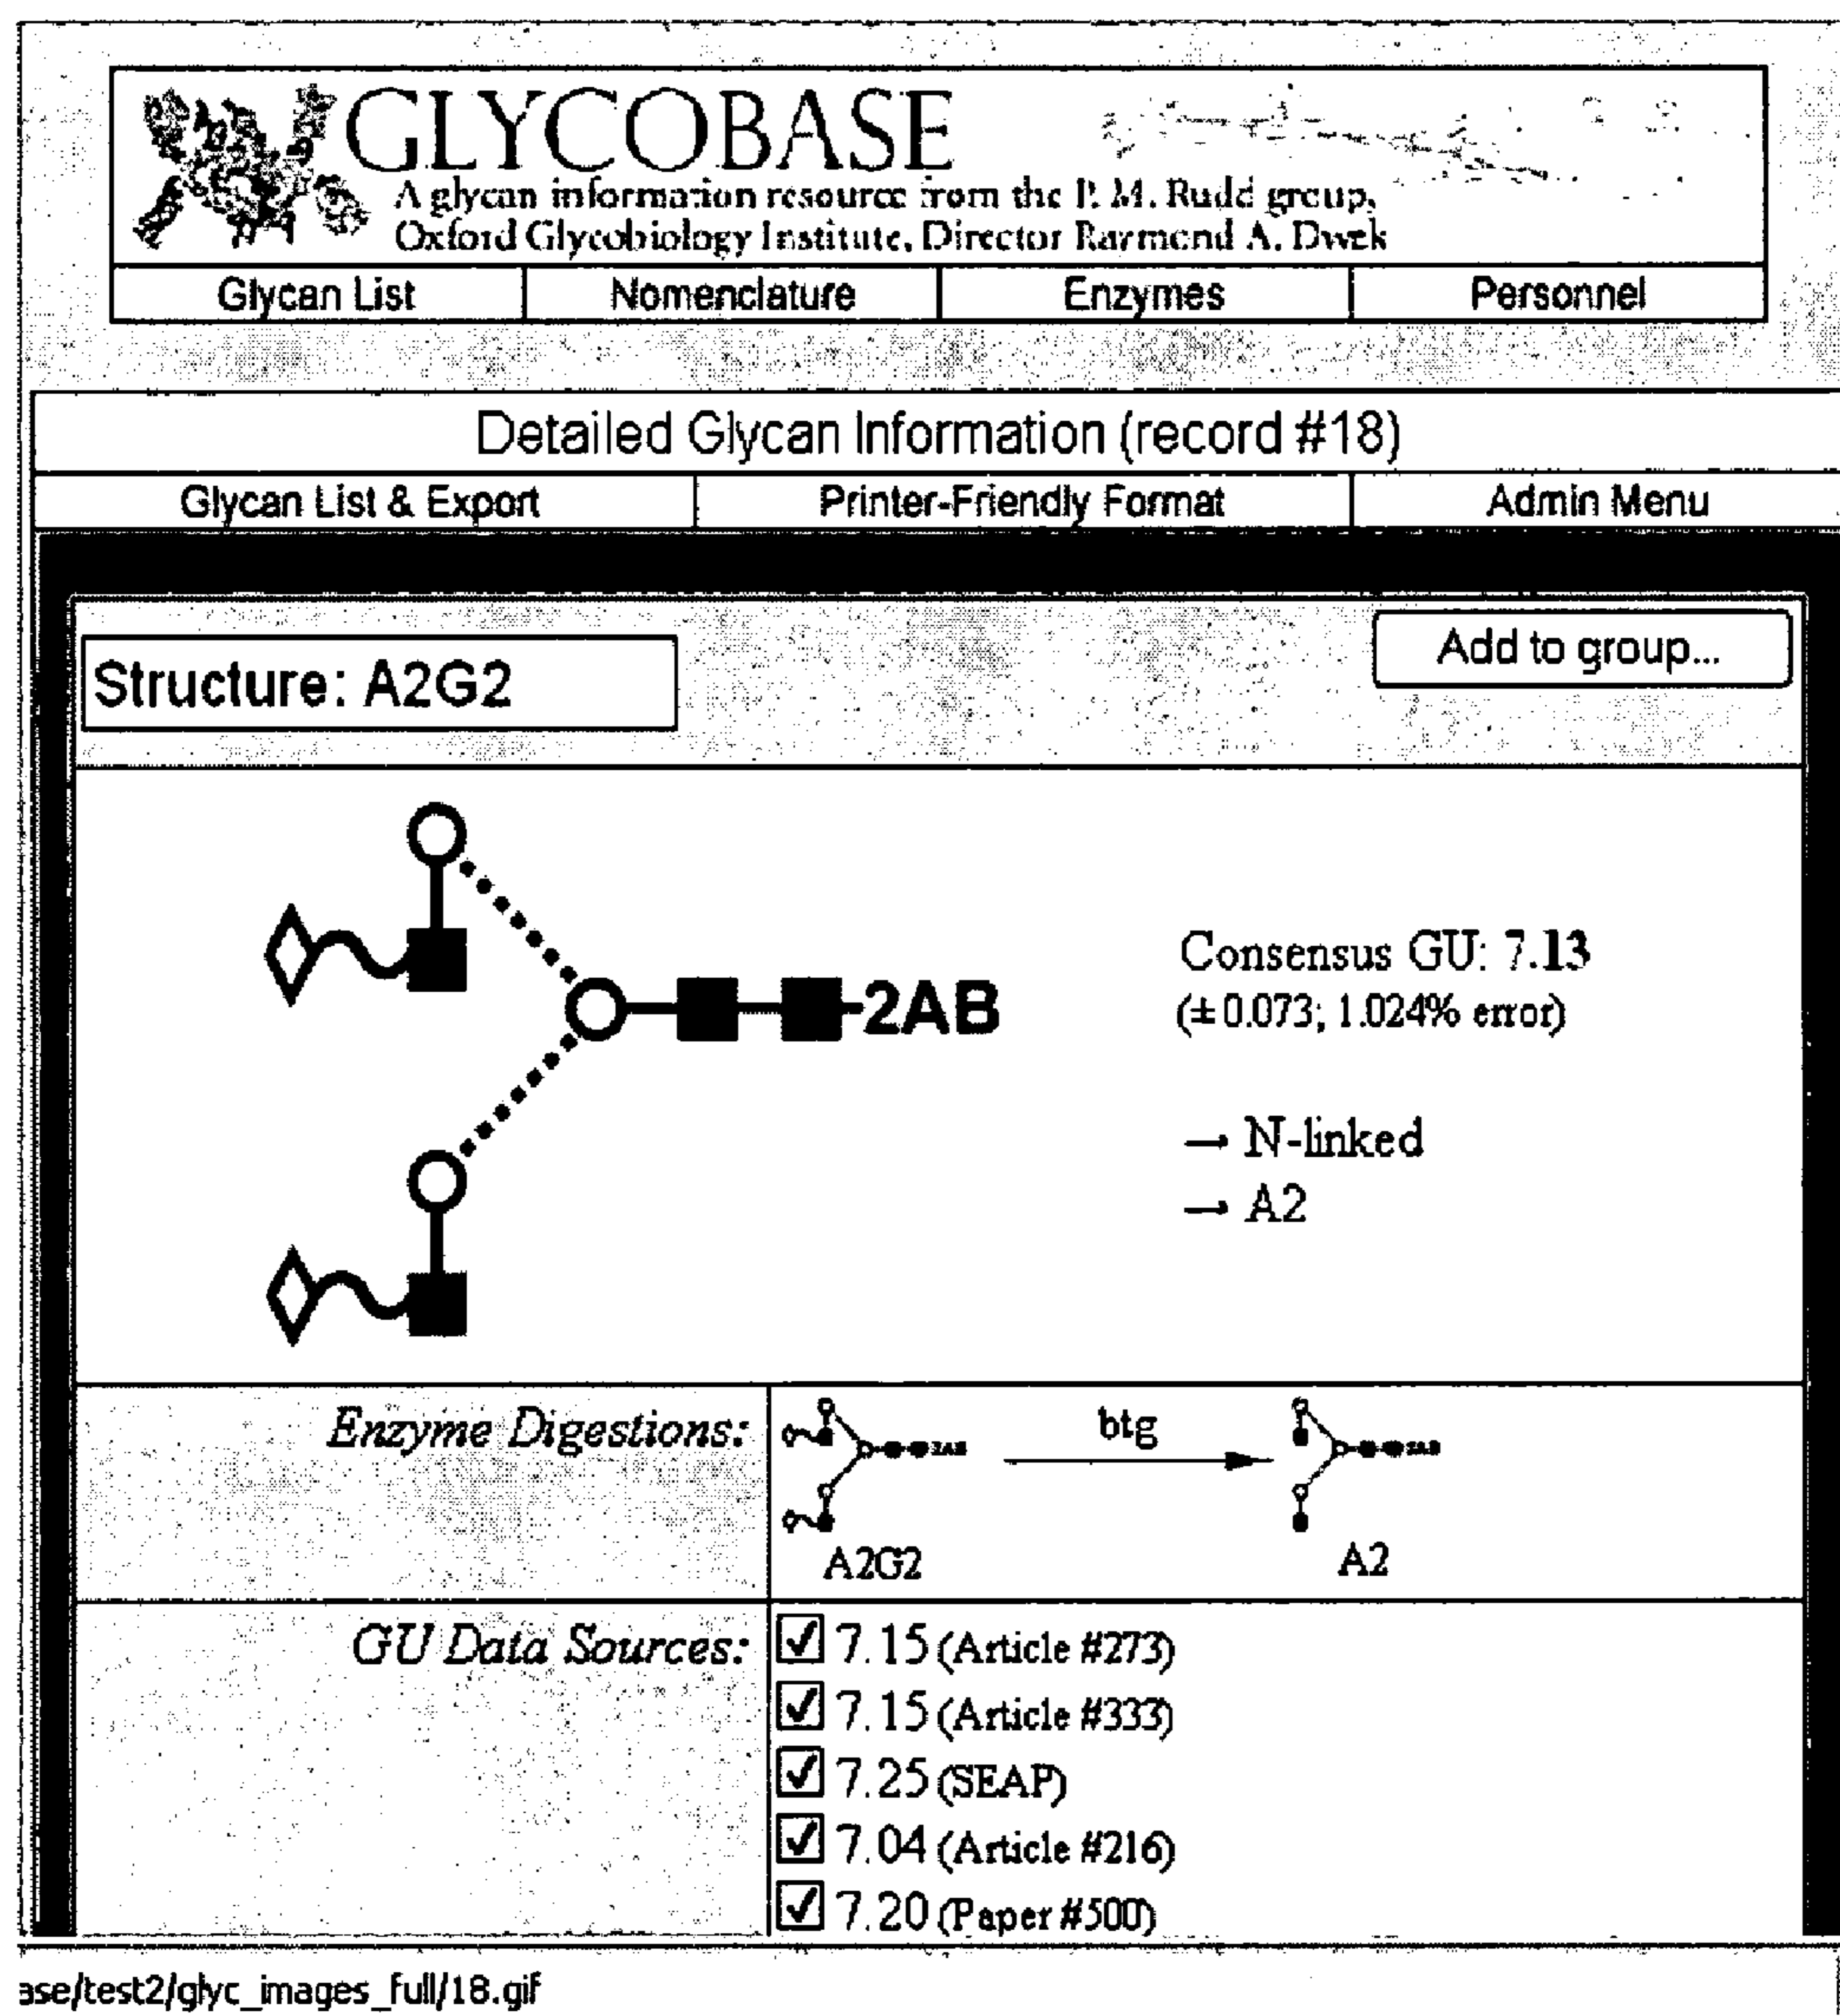 GLYCOBASE
A glycan information resource from the P. M. Rudd group,
Oxford Glycobiology Institute, Director Raymond A. Dwek
Glycan List Nomenclature Enzymes Personnel
Detailed Glycan Information (record #18)
Glycan List & Export Printer-Friendly Format Admin Menu
Structure: A2G2 Add to group...
2AB
Consensus GU: 7.13
(±0.073; 1.024% error)
→ N-linked
→ A2
Enzyme Digestions: btg
2AB 2AB
A2G2 A2
GU Data Sources: 7.15 (Article #273)
7.15 (Article #333)
7.25 (SEAP)
7.04 (Article #216)
7.20 (Paper #500)
ase/test2/glyc_images_full/18.gif